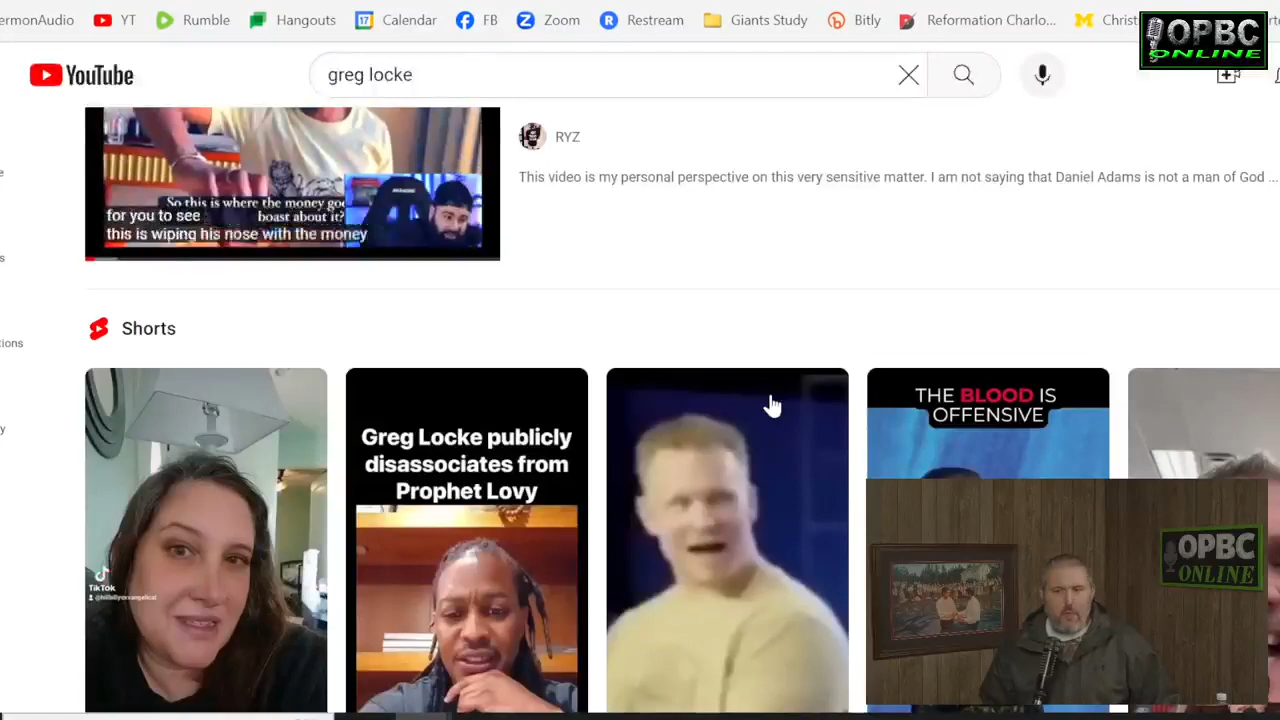 ermonAudio YT Rumble Hangouts Calendar FB Zoom Restream Giants Study Bitly Reformation Charlo... Christ
OPBC
ONLINE
YouTube
greg locke
RYZ
This video is my personal perspective on this very sensitive matter. I am not saying that Daniel Adams is not a man of God ...
So this is where the money goe
for you to see boast about it?
this is wiping his nose with the money
Shorts
THE BLOOD IS
OFFENSIVE
Greg Locke publicly
disassociates from
Prophet Lovy
TikTok
OPBC
ONLINE
tions